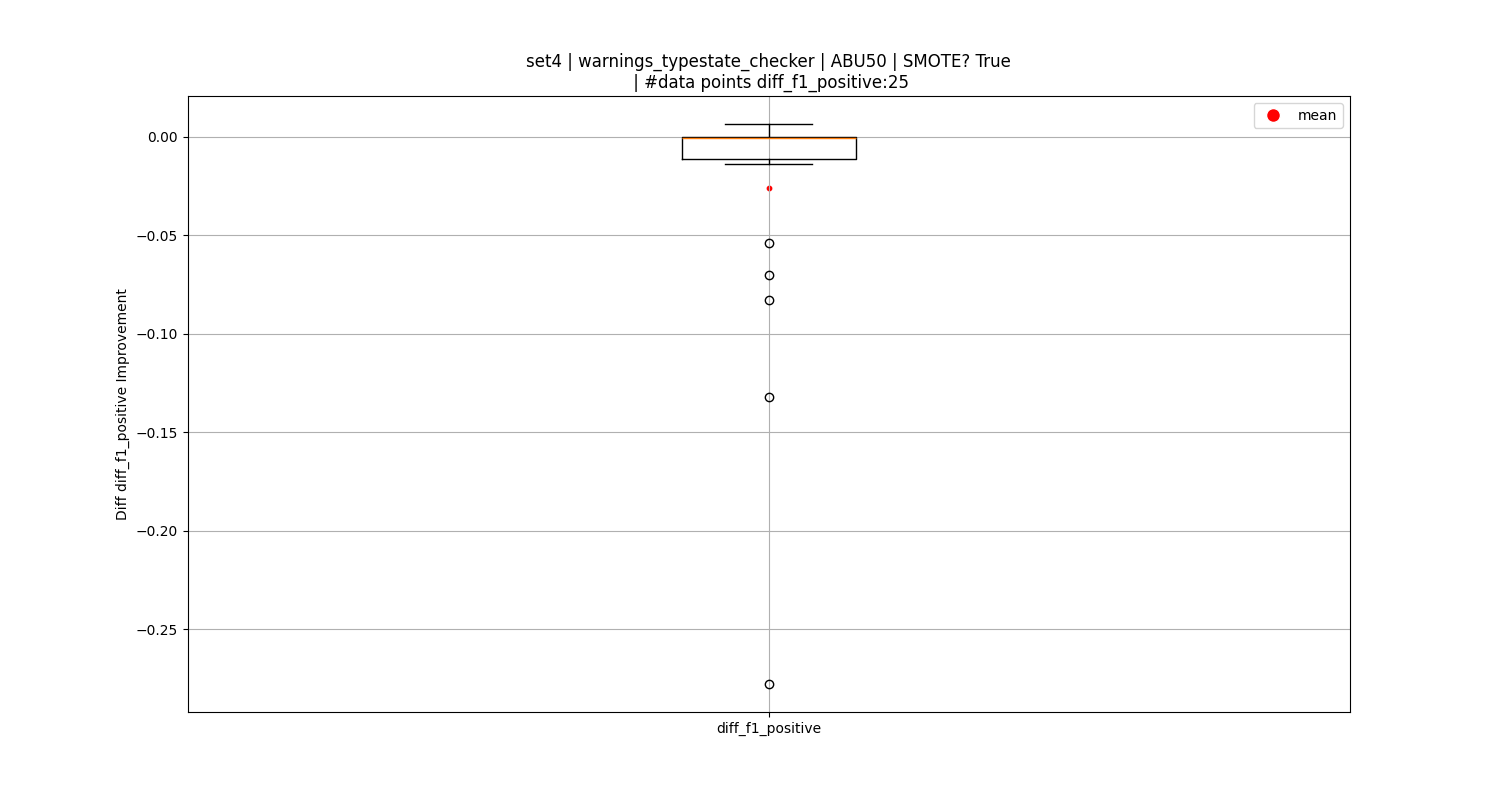 set4 | warnings_typestate_checker | ABU50 | SMOTE? True
| #data points diff_f1_positive:25
mean
0.00
−0.05
−0.10
−0.15
−0.20
−0.25
Diff diff_f1_positive Improvement
diff_f1_positive